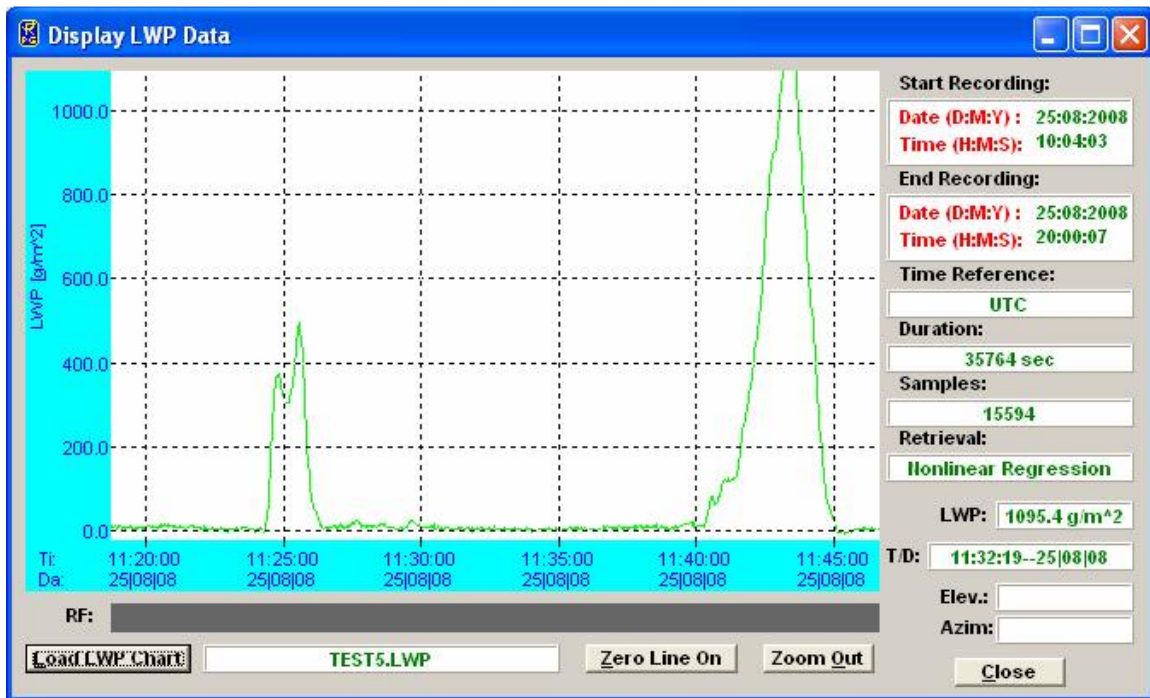 Display LWP Data
1000.0
800.0
600.0
400.0
200.0
0.0
LWP [g/m^2]
Ti: 11:20:00 11:25:00 11:30:00 11:35:00 11:40:00 11:45:00
Da: 25|08|08 25|08|08 25|08|08 25|08|08 25|08|08 25|08|08
RF:
Load LWP Chart TEST5.LWP Zero Line On Zoom Out
Start Recording:
Date (D:M:Y) : 25:08:2008
Time (H:M:S): 10:04:03
End Recording:
Date (D:M:Y) : 25:08:2008
Time (H:M:S): 20:00:07
Time Reference:
UTC
Duration:
35764 sec
Samples:
15594
Retrieval:
Nonlinear Regression
LWP: 1095.4 g/m^2
T/D: 11:32:19--25|08|08
Elev.:
Azim:
Close